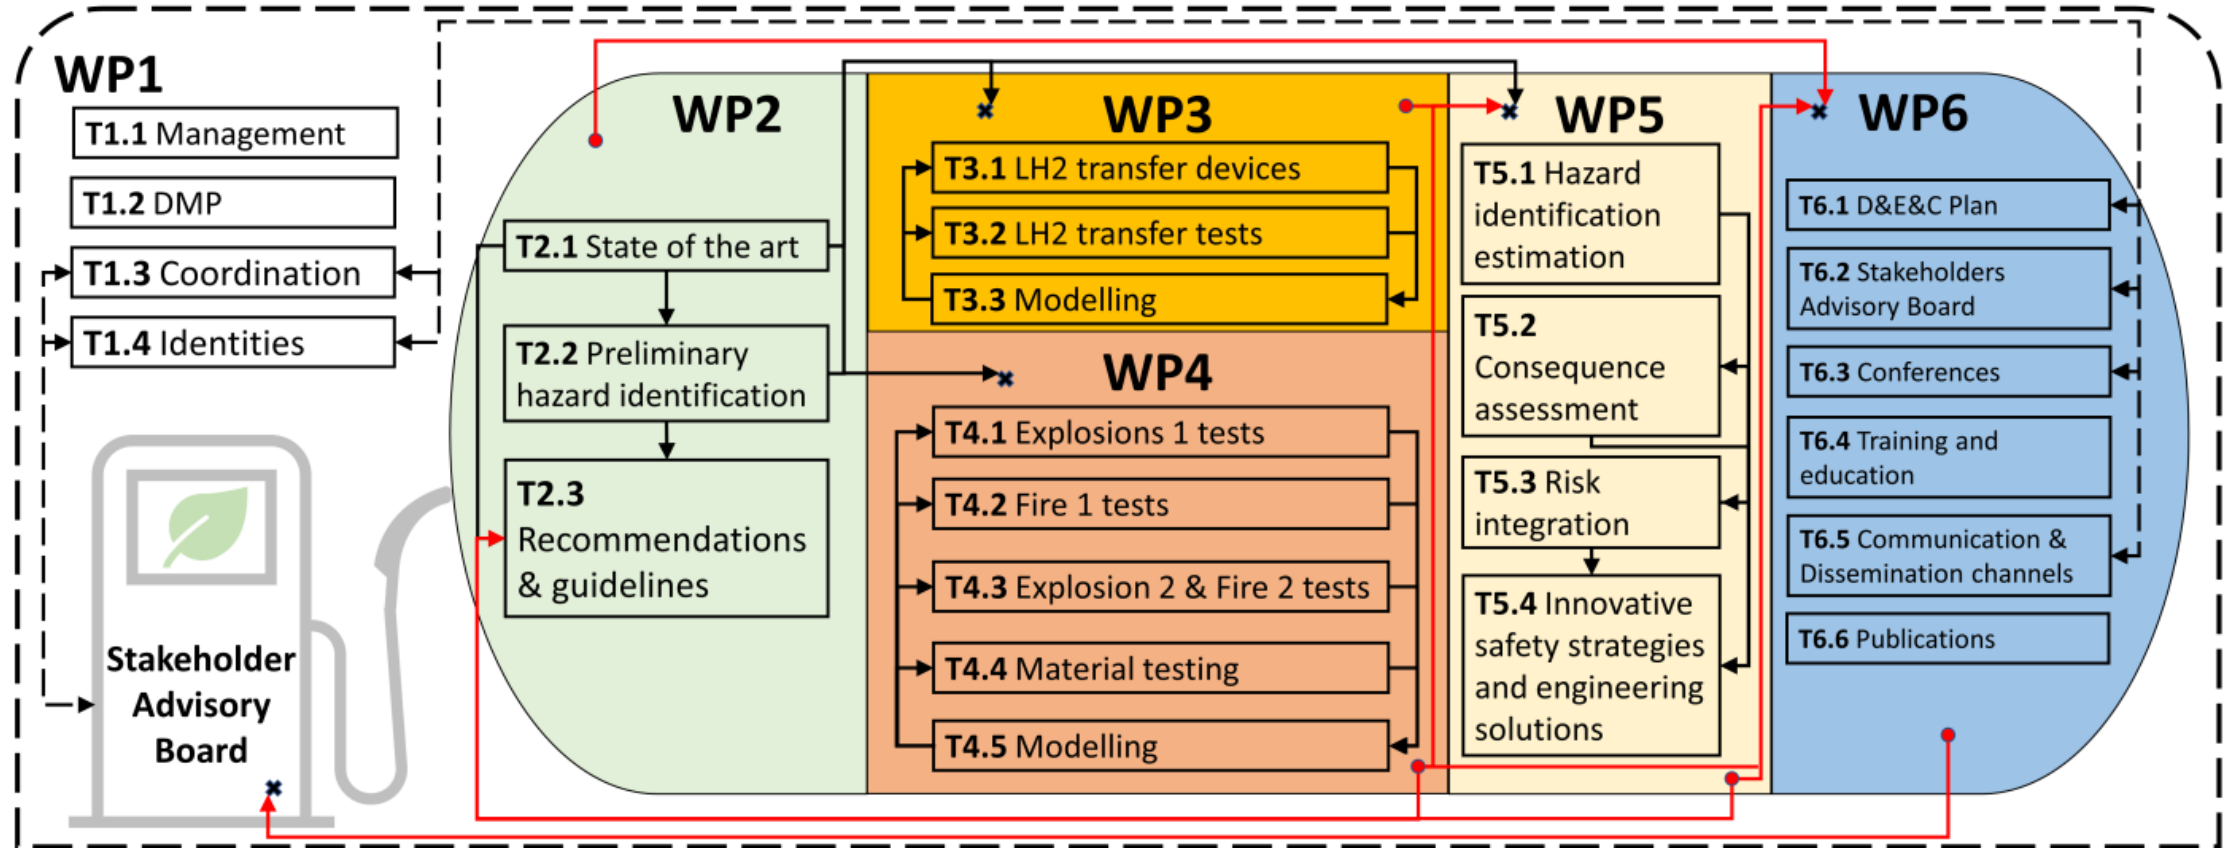 WP1
T1.1 Management
T1.2 DMP
T1.3 Coordination
T1.4 Identities
Stakeholder
Advisory
Board
WP2
T2.1 State of the art
T2.2 Preliminary
hazard identification
T2.3
Recommendations
& guidelines
WP3
T3.1 LH2 transfer devices
T3.2 LH2 transfer tests
T3.3 Modelling
WP4
T4.1 Explosions 1 tests
T4.2 Fire 1 tests
T4.3 Explosion 2 & Fire 2 tests
T4.4 Material testing
T4.5 Modelling
WP5
T5.1 Hazard
identification
estimation
T5.2
Consequence
assessment
T5.3 Risk
integration
T5.4 Innovative
safety strategies
and engineering
solutions
WP6
T6.1 D&E&C Plan
T6.2 Stakeholders
Advisory Board
T6.3 Conferences
T6.4 Training and
education
T6.5 Communication &
Dissemination channels
T6.6 Publications